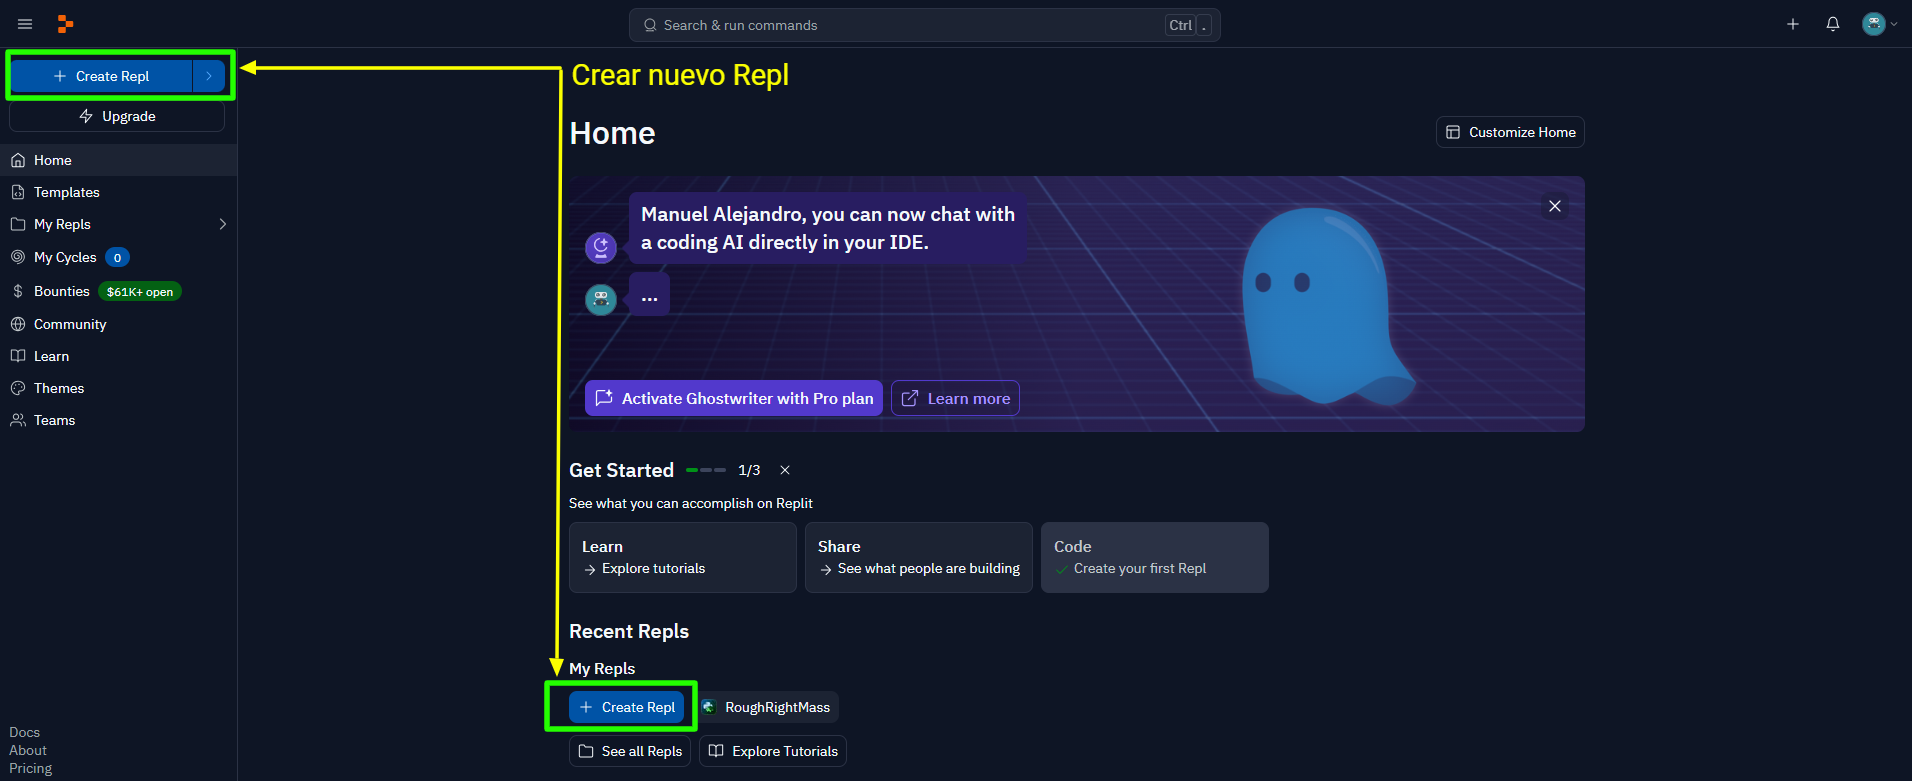 Search & run commands
Ctrl .
Create Repl
Crear nuevo Repl
Upgrade
Home
Templates
My Repls
My Cycles 0
Bounties $61K+ open
Community
Learn
Themes
Teams
Docs
About
Pricing
Home
Customize Home
Manuel Alejandro, you can now chat with
a coding AI directly in your IDE.
...
Activate Ghostwriter with Pro plan
Learn more
Get Started 1/3
See what you can accomplish on Replit
Learn
Explore tutorials
Share
See what people are building
Code
Create your first Repl
Recent Repls
My Repls
Create Repl
RoughRightMass
See all Repls
Explore Tutorials